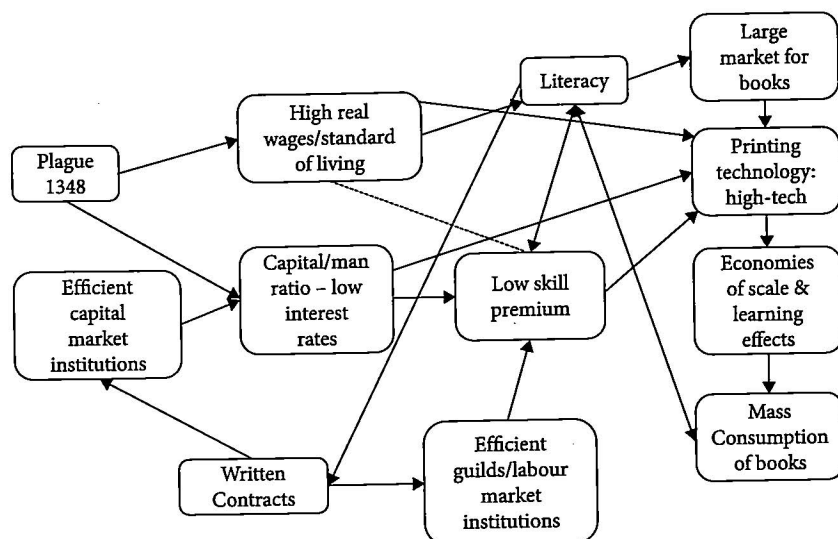 Large
market for
books
Literacy
High real
wages/standard
of living
Plague
1348
Printing
technology:
high-tech
Capital/man
ratio – low
interest
rates
Low skill
premium
Economies
of scale &
learning
effects
Efficient
capital
market
institutions
Mass
Consumption
of books
Efficient
guilds/labour
market
institutions
Written
Contracts